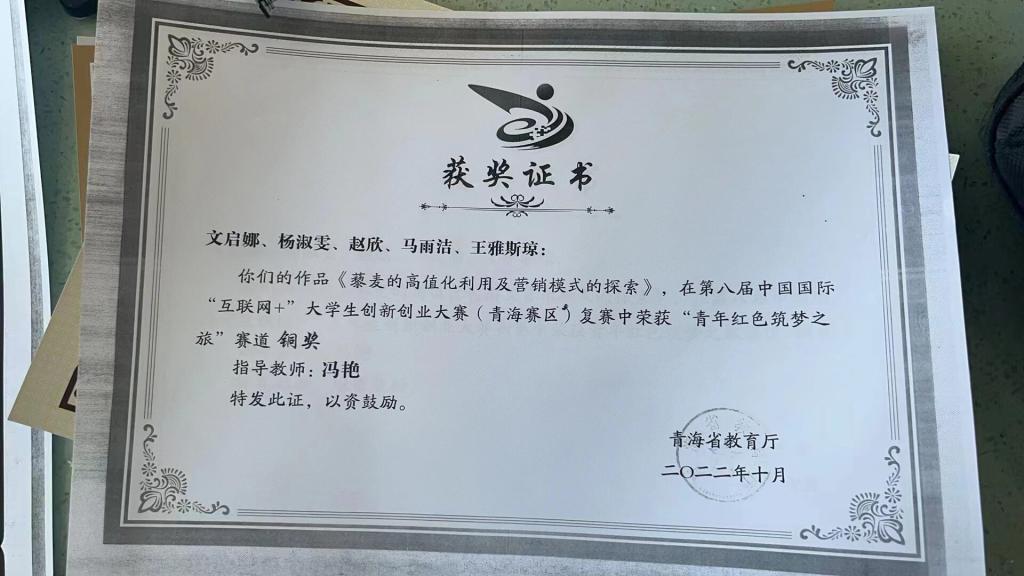 获奖证书
文启娜、杨淑雯、赵欣、马雨洁、王雅斯琼：
你们的作品《藜麦的高值化利用及营销模式的探索》，在第八届中国国际
“互联网+”大学生创新创业大赛（青海赛区）复赛中荣获“青年红色筑梦之
旅”赛道 铜奖
指导教师：冯艳
特发此证，以资鼓励。
青海省教育厅
二〇二二年十月